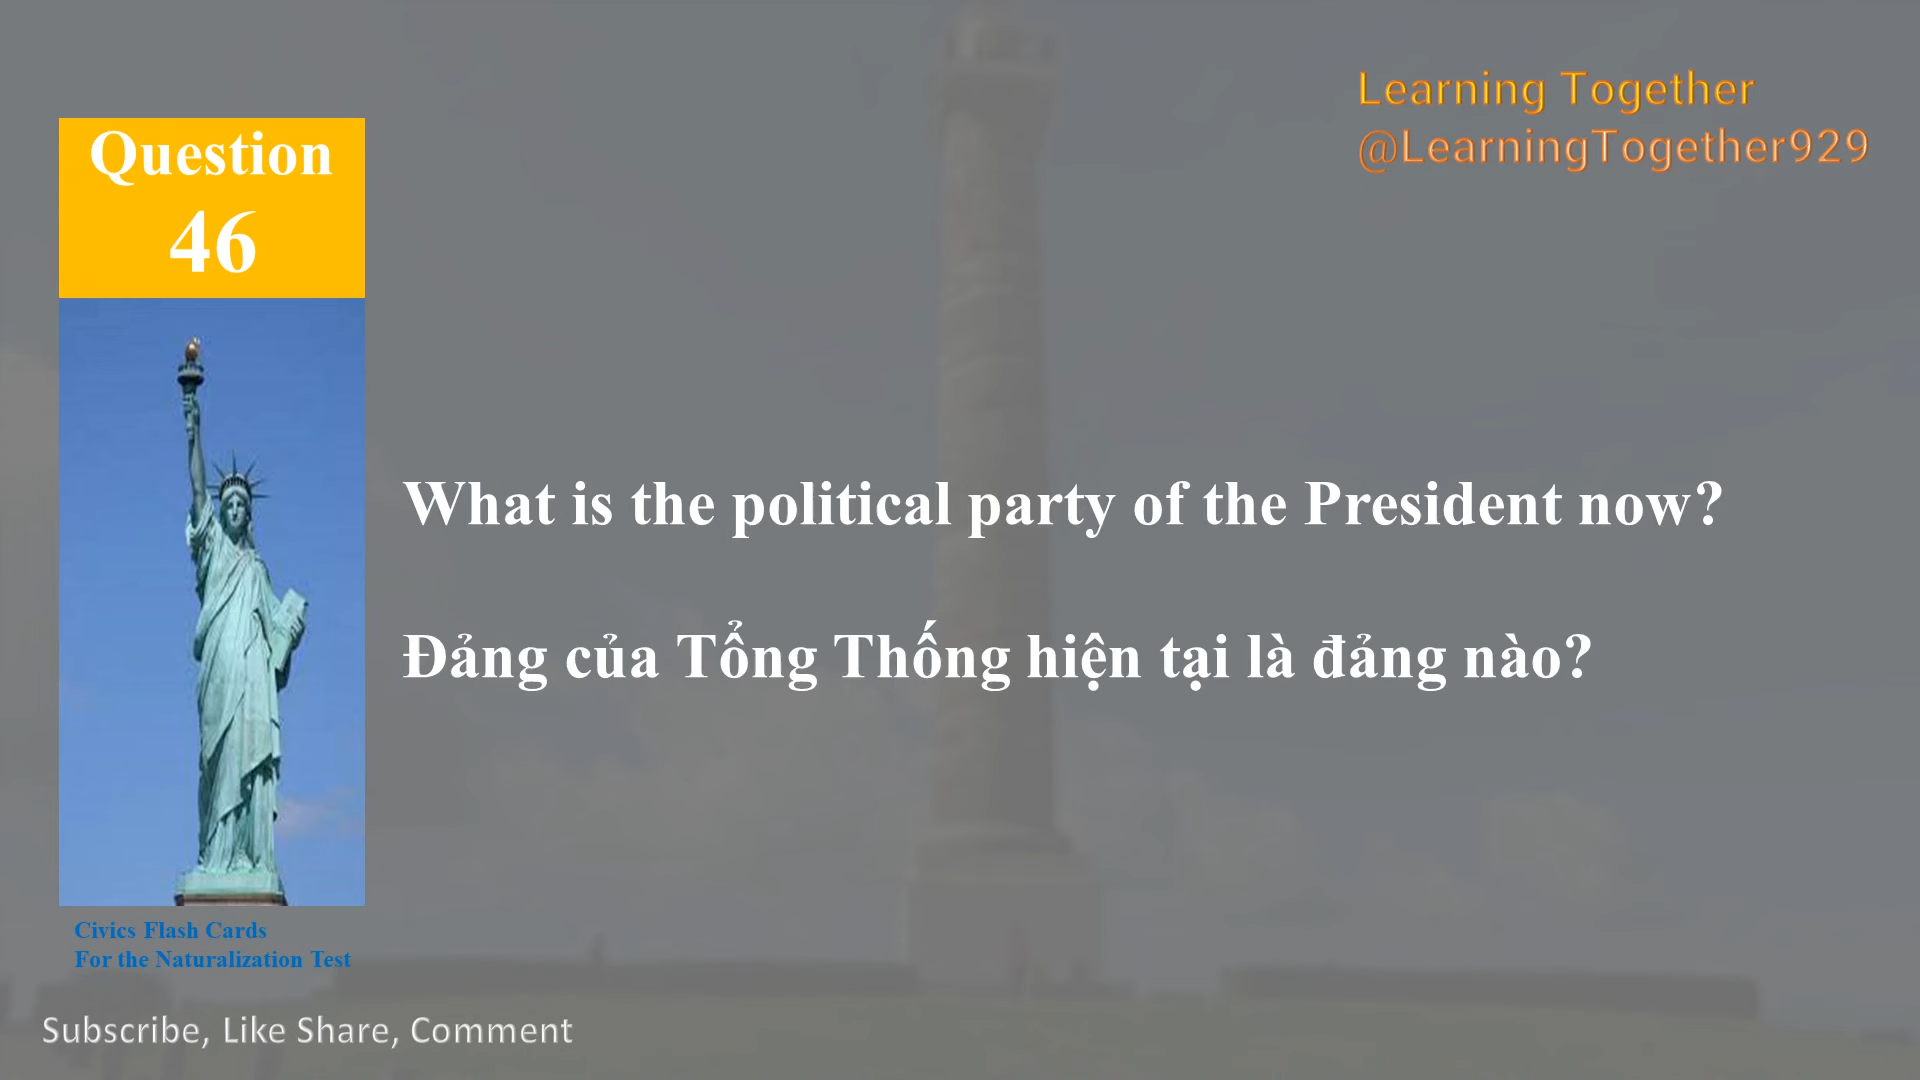 Learning Together
@LearningTogether929
Question
46
What is the political party of the President now?
Đảng của Tổng Thống hiện tại là đảng nào?
Civics Flash Cards
For the Naturalization Test
Subscribe, Like Share, Comment